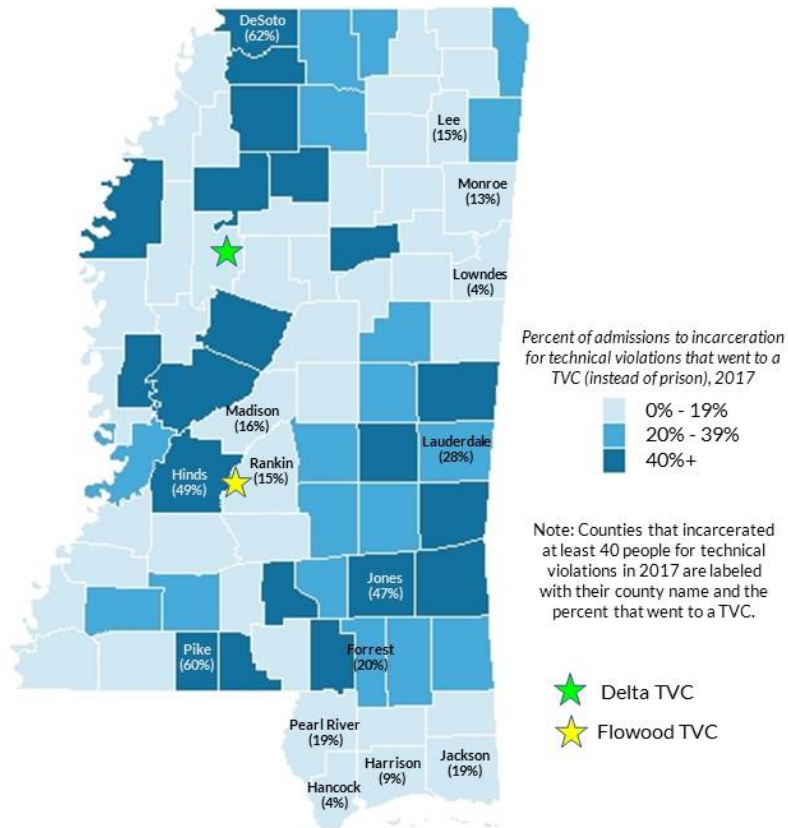 DeSoto
(62%)
Lee
(15%)
Monroe
(13%)
Lowndes
(4%)
Madison
(16%)
Rankin
(15%)
Hinds
(49%)
Lauderdale
(28%)
Jones
(47%)
Pike
(60%)
Forrest
(20%)
Pearl River
(19%)
Hancock
(4%)
Harrison
(9%)
Jackson
(19%)
Percent of admissions to incarceration
for technical violations that went to a
TVC (instead of prison), 2017
0% - 19%
20% - 39%
40%+
Note: Counties that incarcerated
at least 40 people for technical
violations in 2017 are labeled
with their county name and the
percent that went to a TVC.
Delta TVC
Flowood TVC